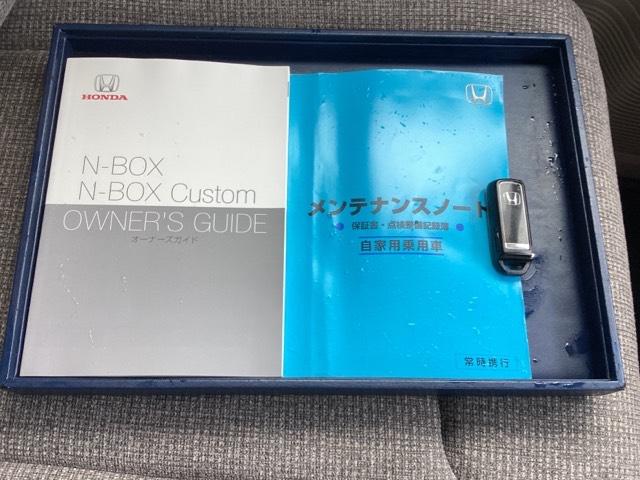 HONDA
N-BOX
N-BOX Custom
OWNER'S GUIDE
オーナーズガイド
メンテナンスノート
保証書・点検整備記録簿
自家用乗用車
常時携行